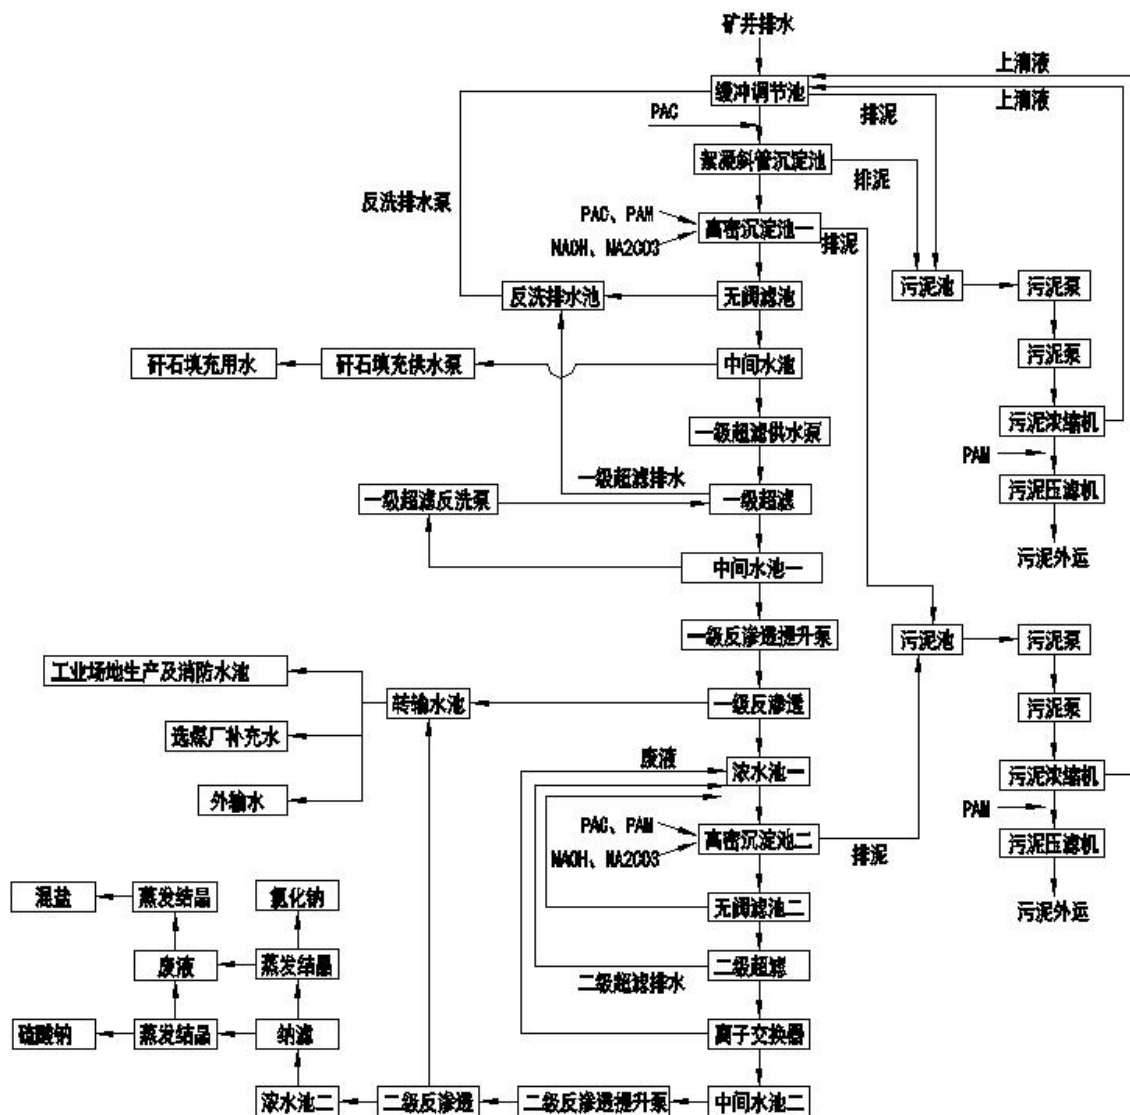 矿井排水
上清液
缓冲调节池
上清液
PAC
排泥
絮凝斜管沉淀池
排泥
反洗排水泵
PAC、PAM
高密沉淀池一
排泥
NAOH、NA2CO3
反洗排水池
无阀滤池
污泥池
污泥泵
矸石填充用水
矸石填充供水泵
中间水池
污泥泵
一级超滤供水泵
污泥浓缩机
PAM
一级超滤排水
一级超滤反洗泵
一级超滤
污泥压滤机
中间水池一
污泥外运
一级反渗透提升泵
污泥池
污泥泵
工业场地生产及消防水池
转输水池
一级反渗透
污泥泵
选煤厂补充水
废液
浓水池一
污泥浓缩机
外输水
PAM
PAC、PAM
高密沉淀池二
排泥
NAOH、NA2CO3
污泥压滤机
混盐
蒸发结晶
氯化钠
无阀滤池二
污泥外运
废液
蒸发结晶
二级超滤
二级超滤排水
硫酸钠
蒸发结晶
纳滤
离子交换器
浓水池二
二级反渗透
二级反渗透提升泵
中间水池二